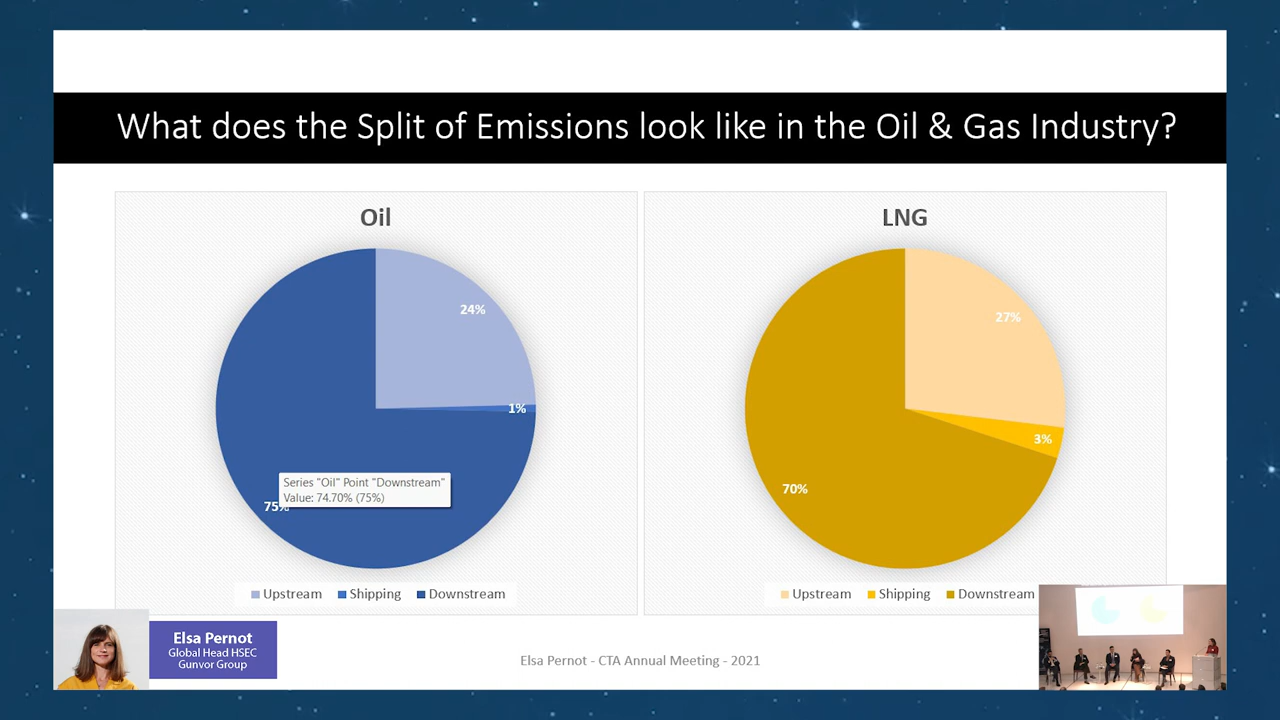 What does the Split of Emissions look like in the Oil & Gas Industry?
Oil
24%
1%
75%
Series "Oil" Point "Downstream"
Value: 74.70% (75%)
Upstream Shipping Downstream
LNG
27%
3%
70%
Upstream Shipping Downstream
Elsa Pernot
Global Head HSEC
Gunvor Group
Elsa Pernot - CTA Annual Meeting - 2021